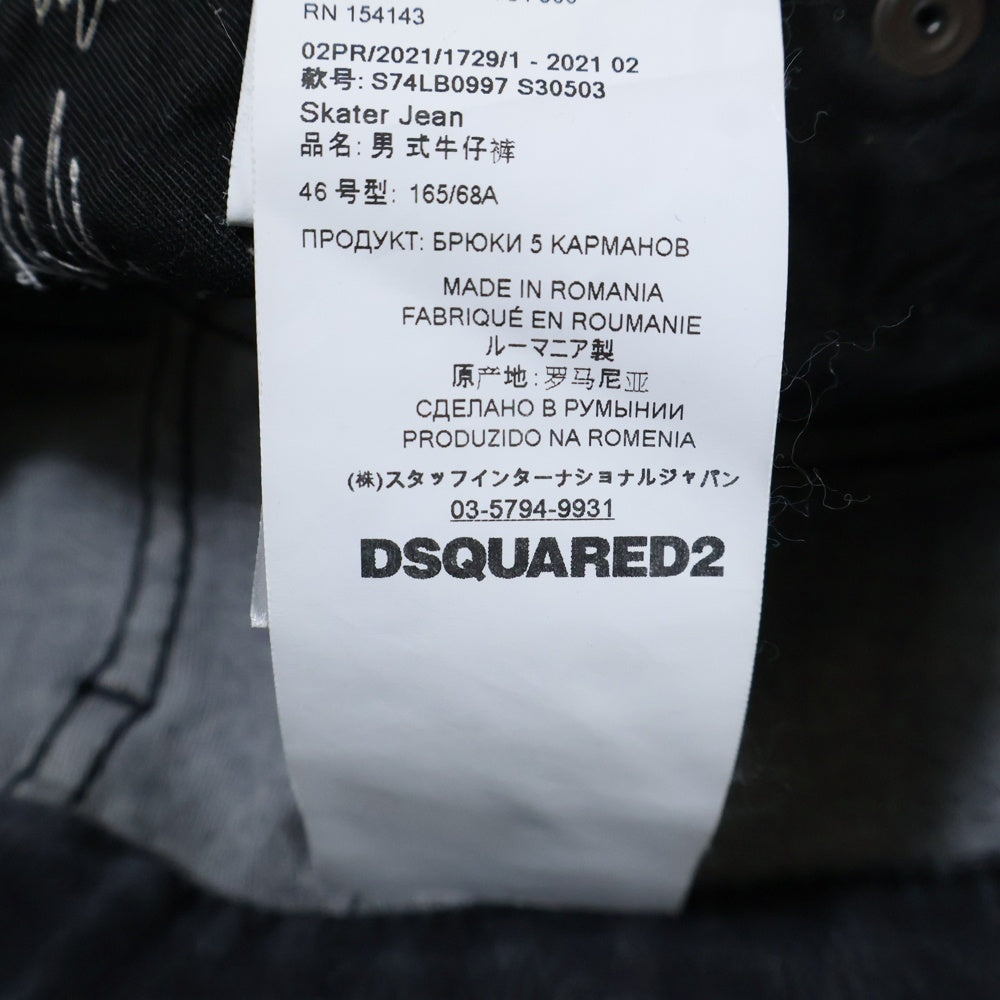 RN 154143
02PR/2021/1729/1 - 2021 02
款号: S74LB0997 S30503
Skater Jean
品名: 男 式牛仔裤
46 号型: 165/68A
ПРОДУКТ: БРЮКИ 5 КАРМАНОВ
MADE IN ROMANIA
FABRIQUÉ EN ROUMANIE
ルーマニア製
原产地: 罗马尼亚
СДЕЛАНО В РУМЫНИИ
PRODUZIDO NA ROMENIA
(株)スタッフインターナショナルジャパン
03-5794-9931
DSQUARED2